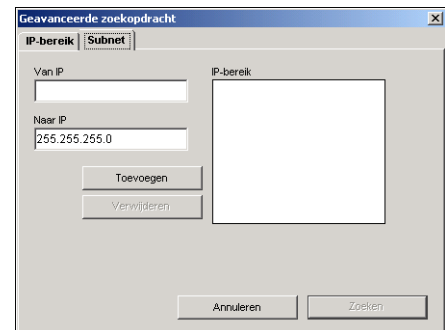 Geavanceerde zoekopdracht
IP-bereik Subnet
Van IP
IP-bereik
Naar IP
255.255.255.0
Toevoegen
Verwijderen
Annuleren
Zoeken